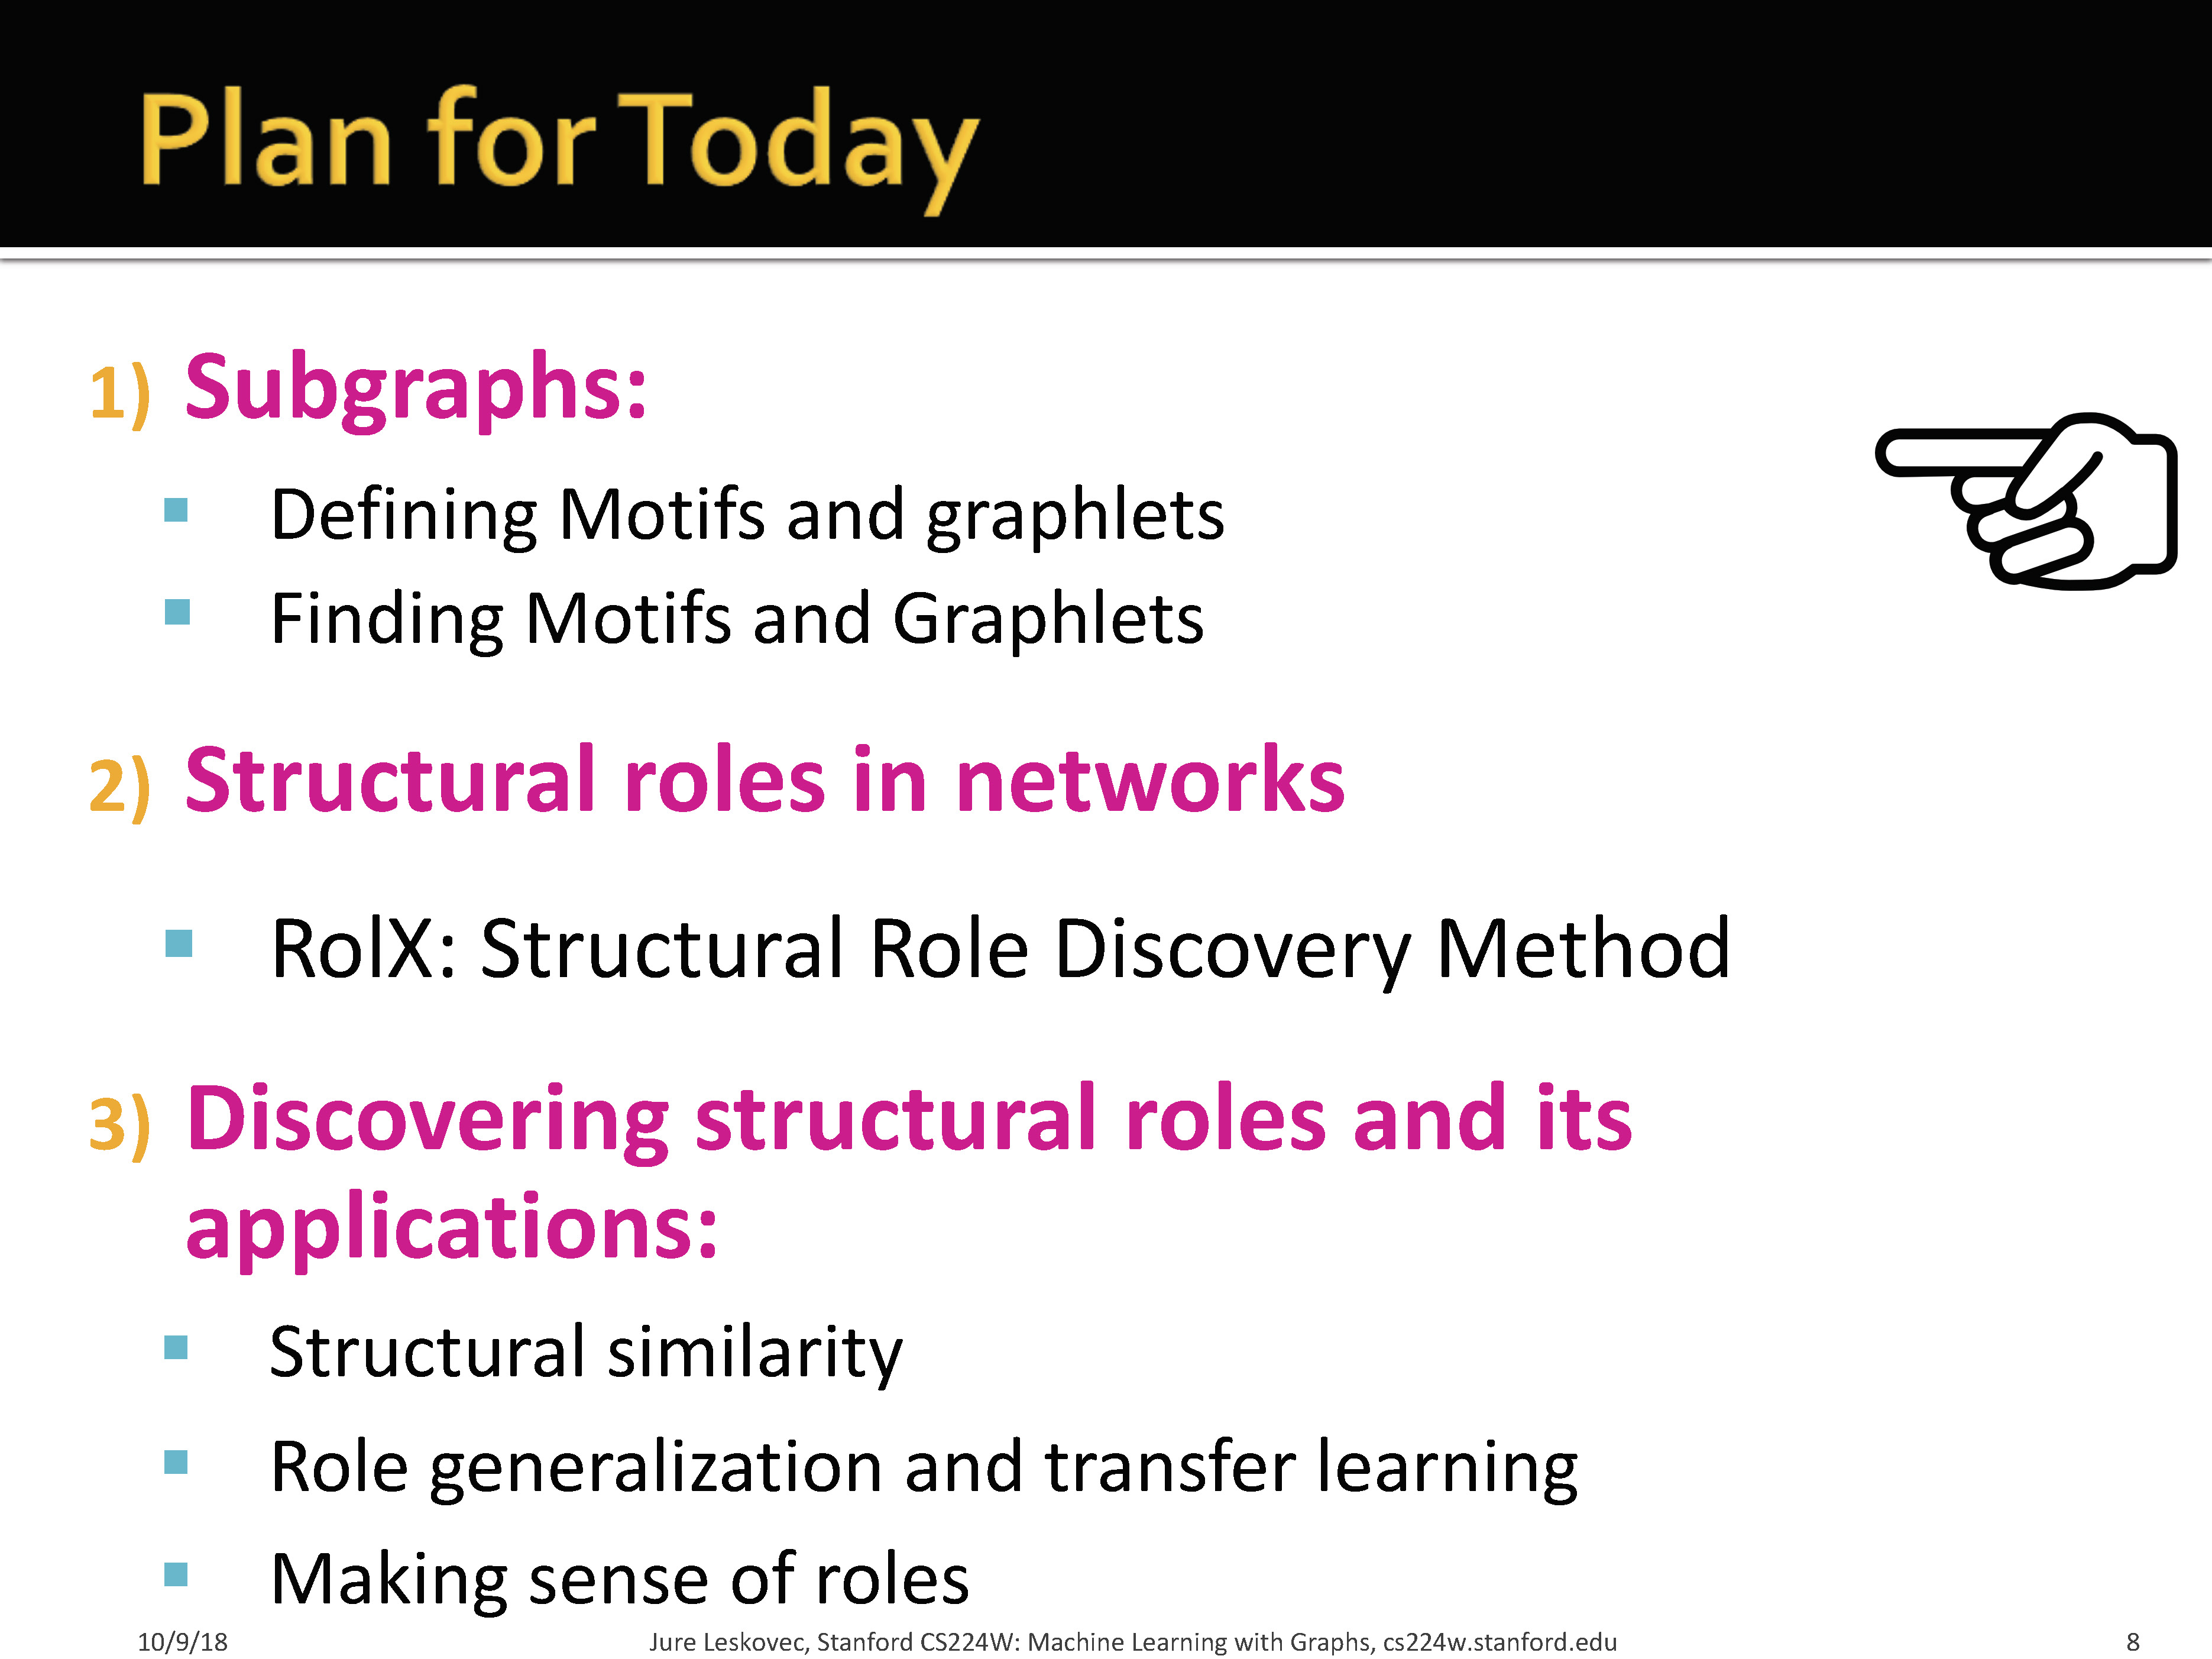 Plan for Today
1) Subgraphs:
▪ Defining Motifs and graphlets
▪ Finding Motifs and Graphlets
2) Structural roles in networks
▪ RolX: Structural Role Discovery Method
3) Discovering structural roles and its
applications:
▪ Structural similarity
▪ Role generalization and transfer learning
▪ Making sense of roles
10/9/18 Jure Leskovec, Stanford CS224W: Machine Learning with Graphs, cs224w.stanford.edu 8